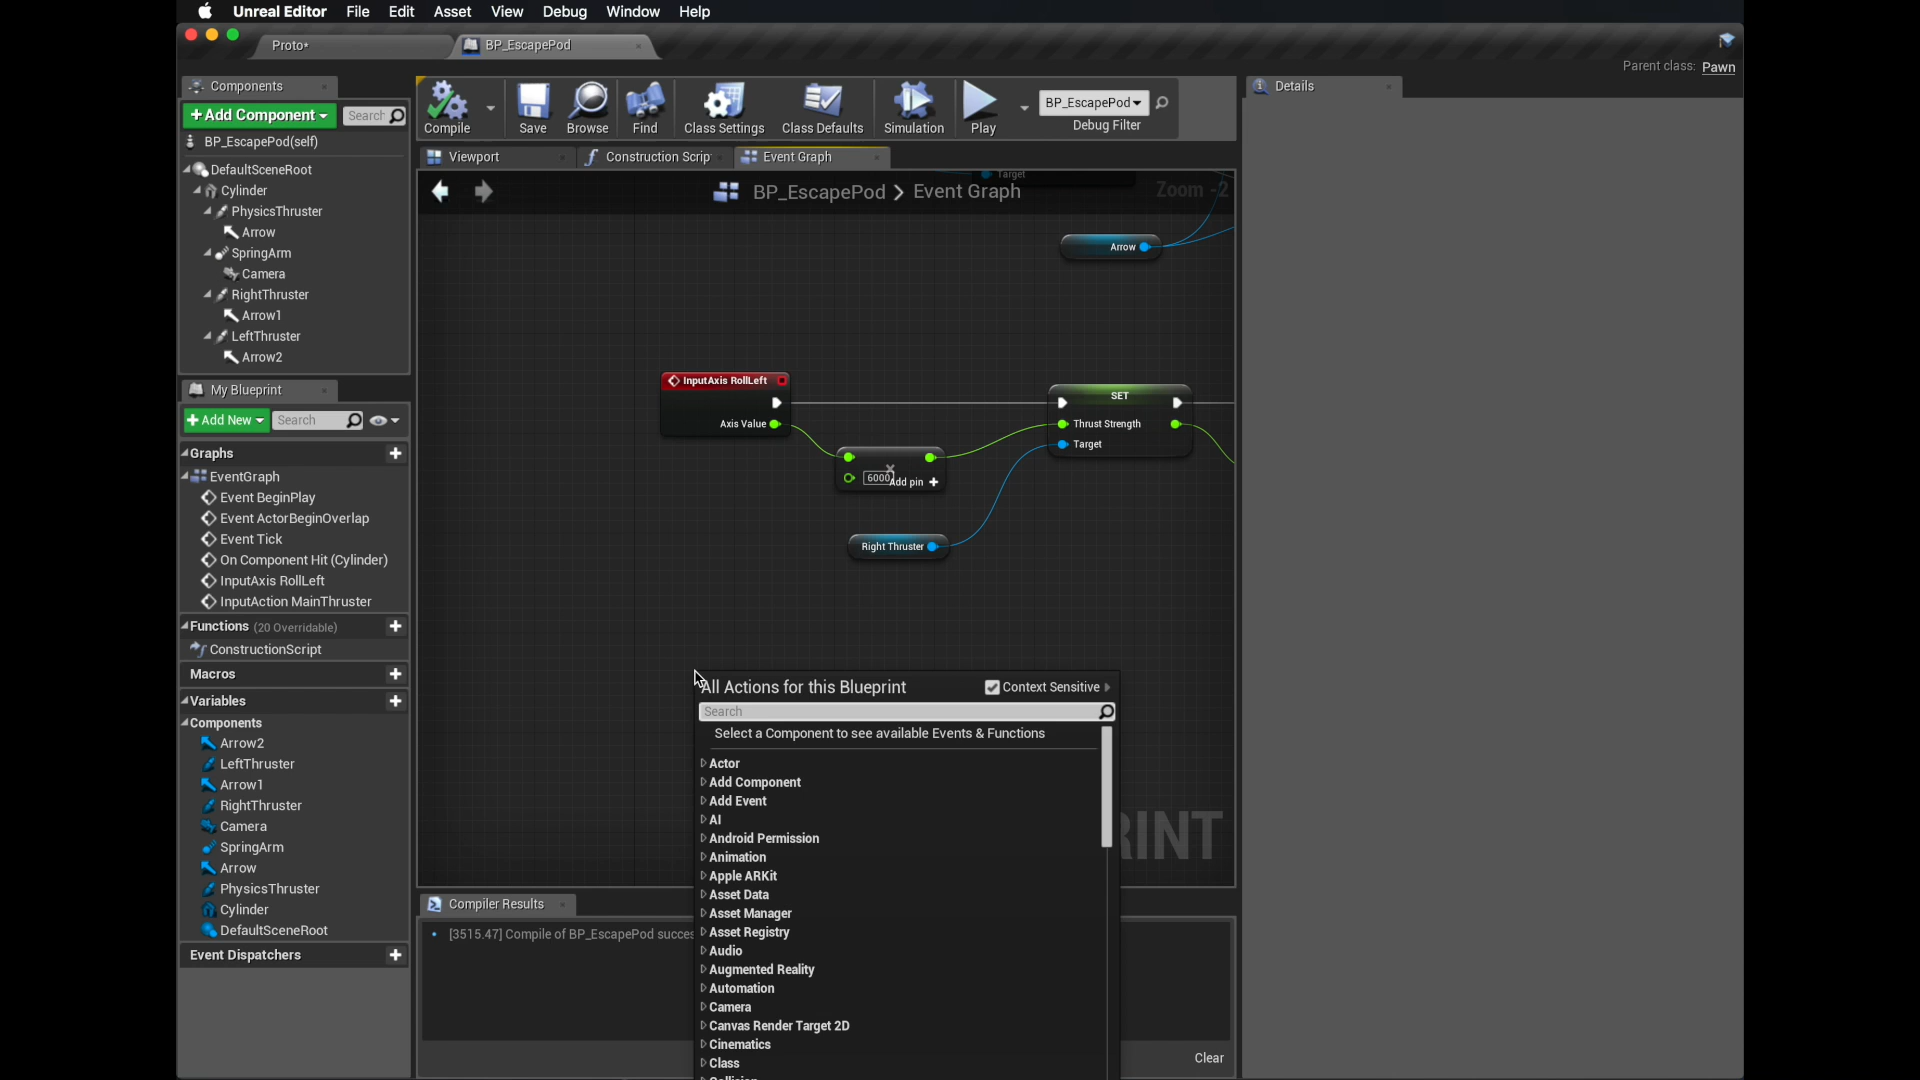 Unreal Editor File Edit Asset View Debug Window Help
Proto*
BP_EscapePod
Parent class: Pawn
Components
+Add Component
Search
BP_EscapePod(self)
DefaultSceneRoot
Cylinder
PhysicsThruster
Arrow
SpringArm
Camera
RightThruster
Arrow1
LeftThruster
Arrow2
My Blueprint
+Add New
Search
Graphs
EventGraph
Event BeginPlay
Event ActorBeginOverlap
Event Tick
On Component Hit (Cylinder)
InputAxis RollLeft
InputAction MainThruster
Functions (20 Overridable)
ConstructionScript
Macros
Variables
Components
Arrow2
LeftThruster
Arrow1
RightThruster
Camera
SpringArm
Arrow
PhysicsThruster
Cylinder
DefaultSceneRoot
Event Dispatchers
Compile
Save
Browse
Find
Class Settings
Class Defaults
Simulation
Play
BP_EscapePod
Debug Filter
Viewport
Construction Scrip
Event Graph
BP_EscapePod > Event Graph
Zoom -2
Target
Arrow
InputAxis RollLeft
Axis Value
6000
Add pin +
Right Thruster
SET
Thrust Strength
Target
All Actions for this Blueprint
Context Sensitive
Search
Select a Component to see available Events & Functions
Actor
Add Component
Add Event
AI
Android Permission
Animation
Apple ARKit
Asset Data
Asset Manager
Asset Registry
Audio
Augmented Reality
Automation
Camera
Canvas Render Target 2D
Cinematics
Class
RINT
Compiler Results
[3515.47] Compile of BP_EscapePod succes
Clear
Details